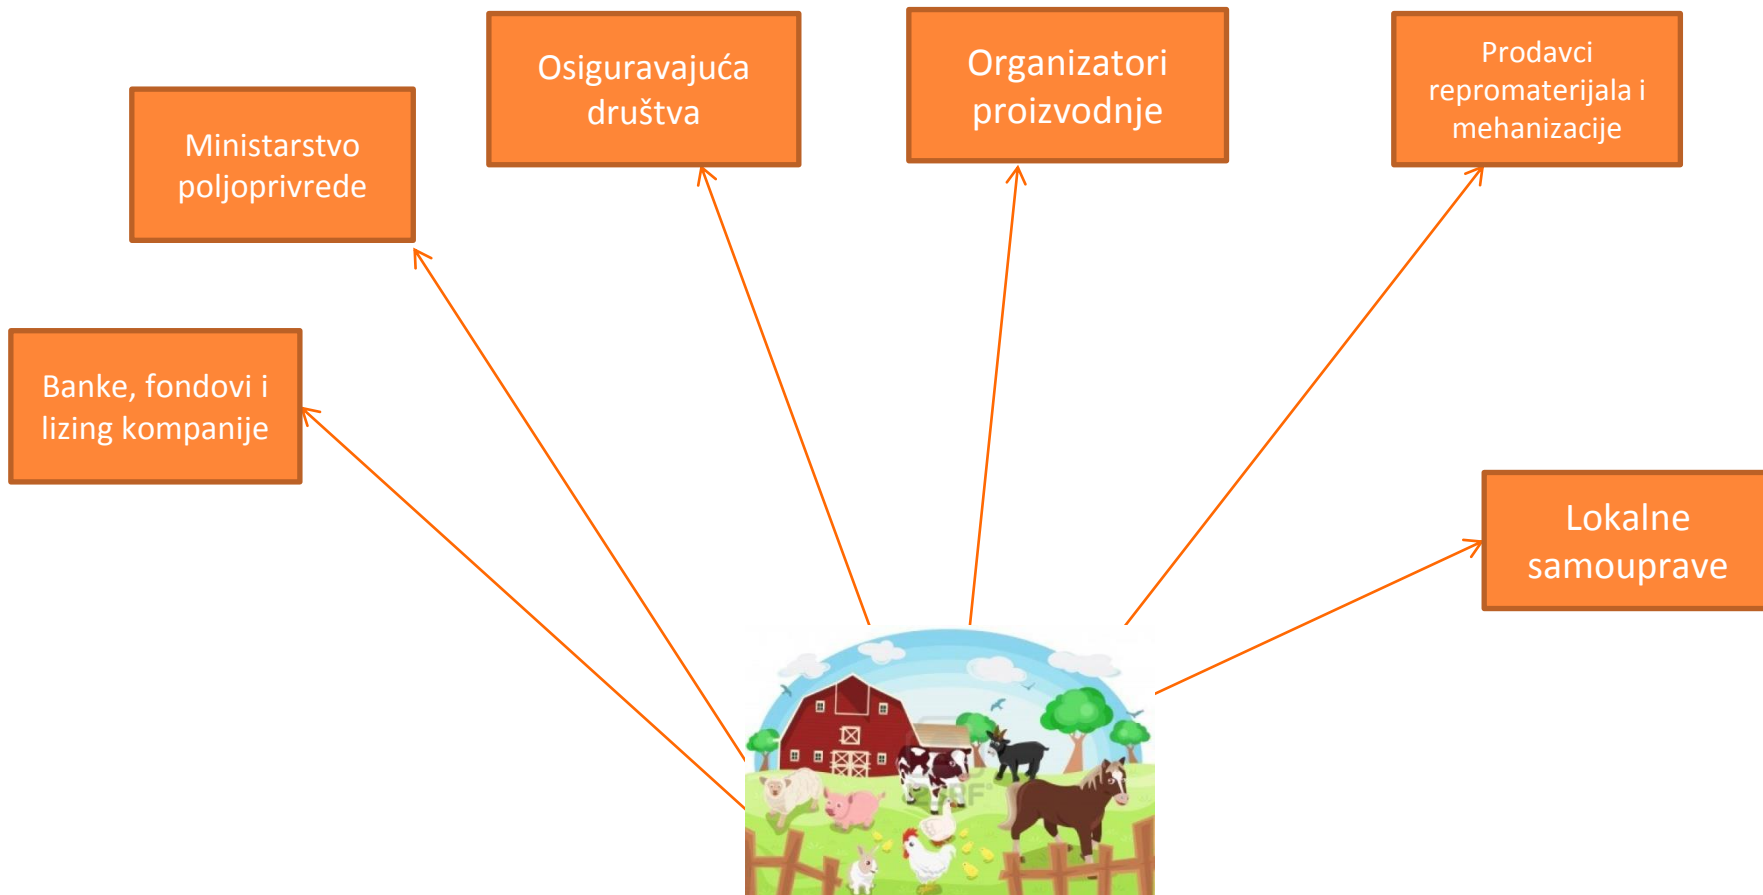 Osiguravajuća
društva
Organizatori
proizvodnje
Prodavci
repromaterijala i
mehanizacije
Ministarstvo
poljoprivrede
Banke, fondovi i
lizing kompanije
Lokalne
samouprave